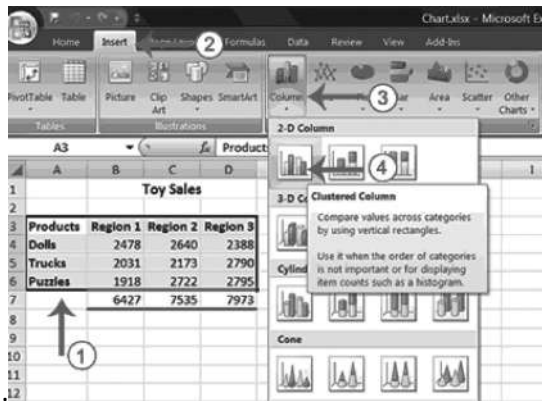 Chart.xlsx - Microsoft Ex
Home Insert Formulas Data Review View Add-Ins
2
PivotTable Table Picture Clip Art Shapes SmartArt Column Area Scatter Other Charts
3
Tables Illustrations
A3 fx Product
2-D Column
4
A B C D I
1 Toy Sales
2
3 Products Region 1 Region 2 Region 3
4 Dolls 2478 2640 2388
5 Trucks 2031 2173 2790
6 Puzzles 1918 2722 2795
7 6427 7535 7973
8
9
10
11
12
1
3-D Co
Clustered Column
Compare values across categories
by using vertical rectangles.
Use it when the order of categories
is not important or for displaying
item counts such as a histogram.
Cylind
Cone